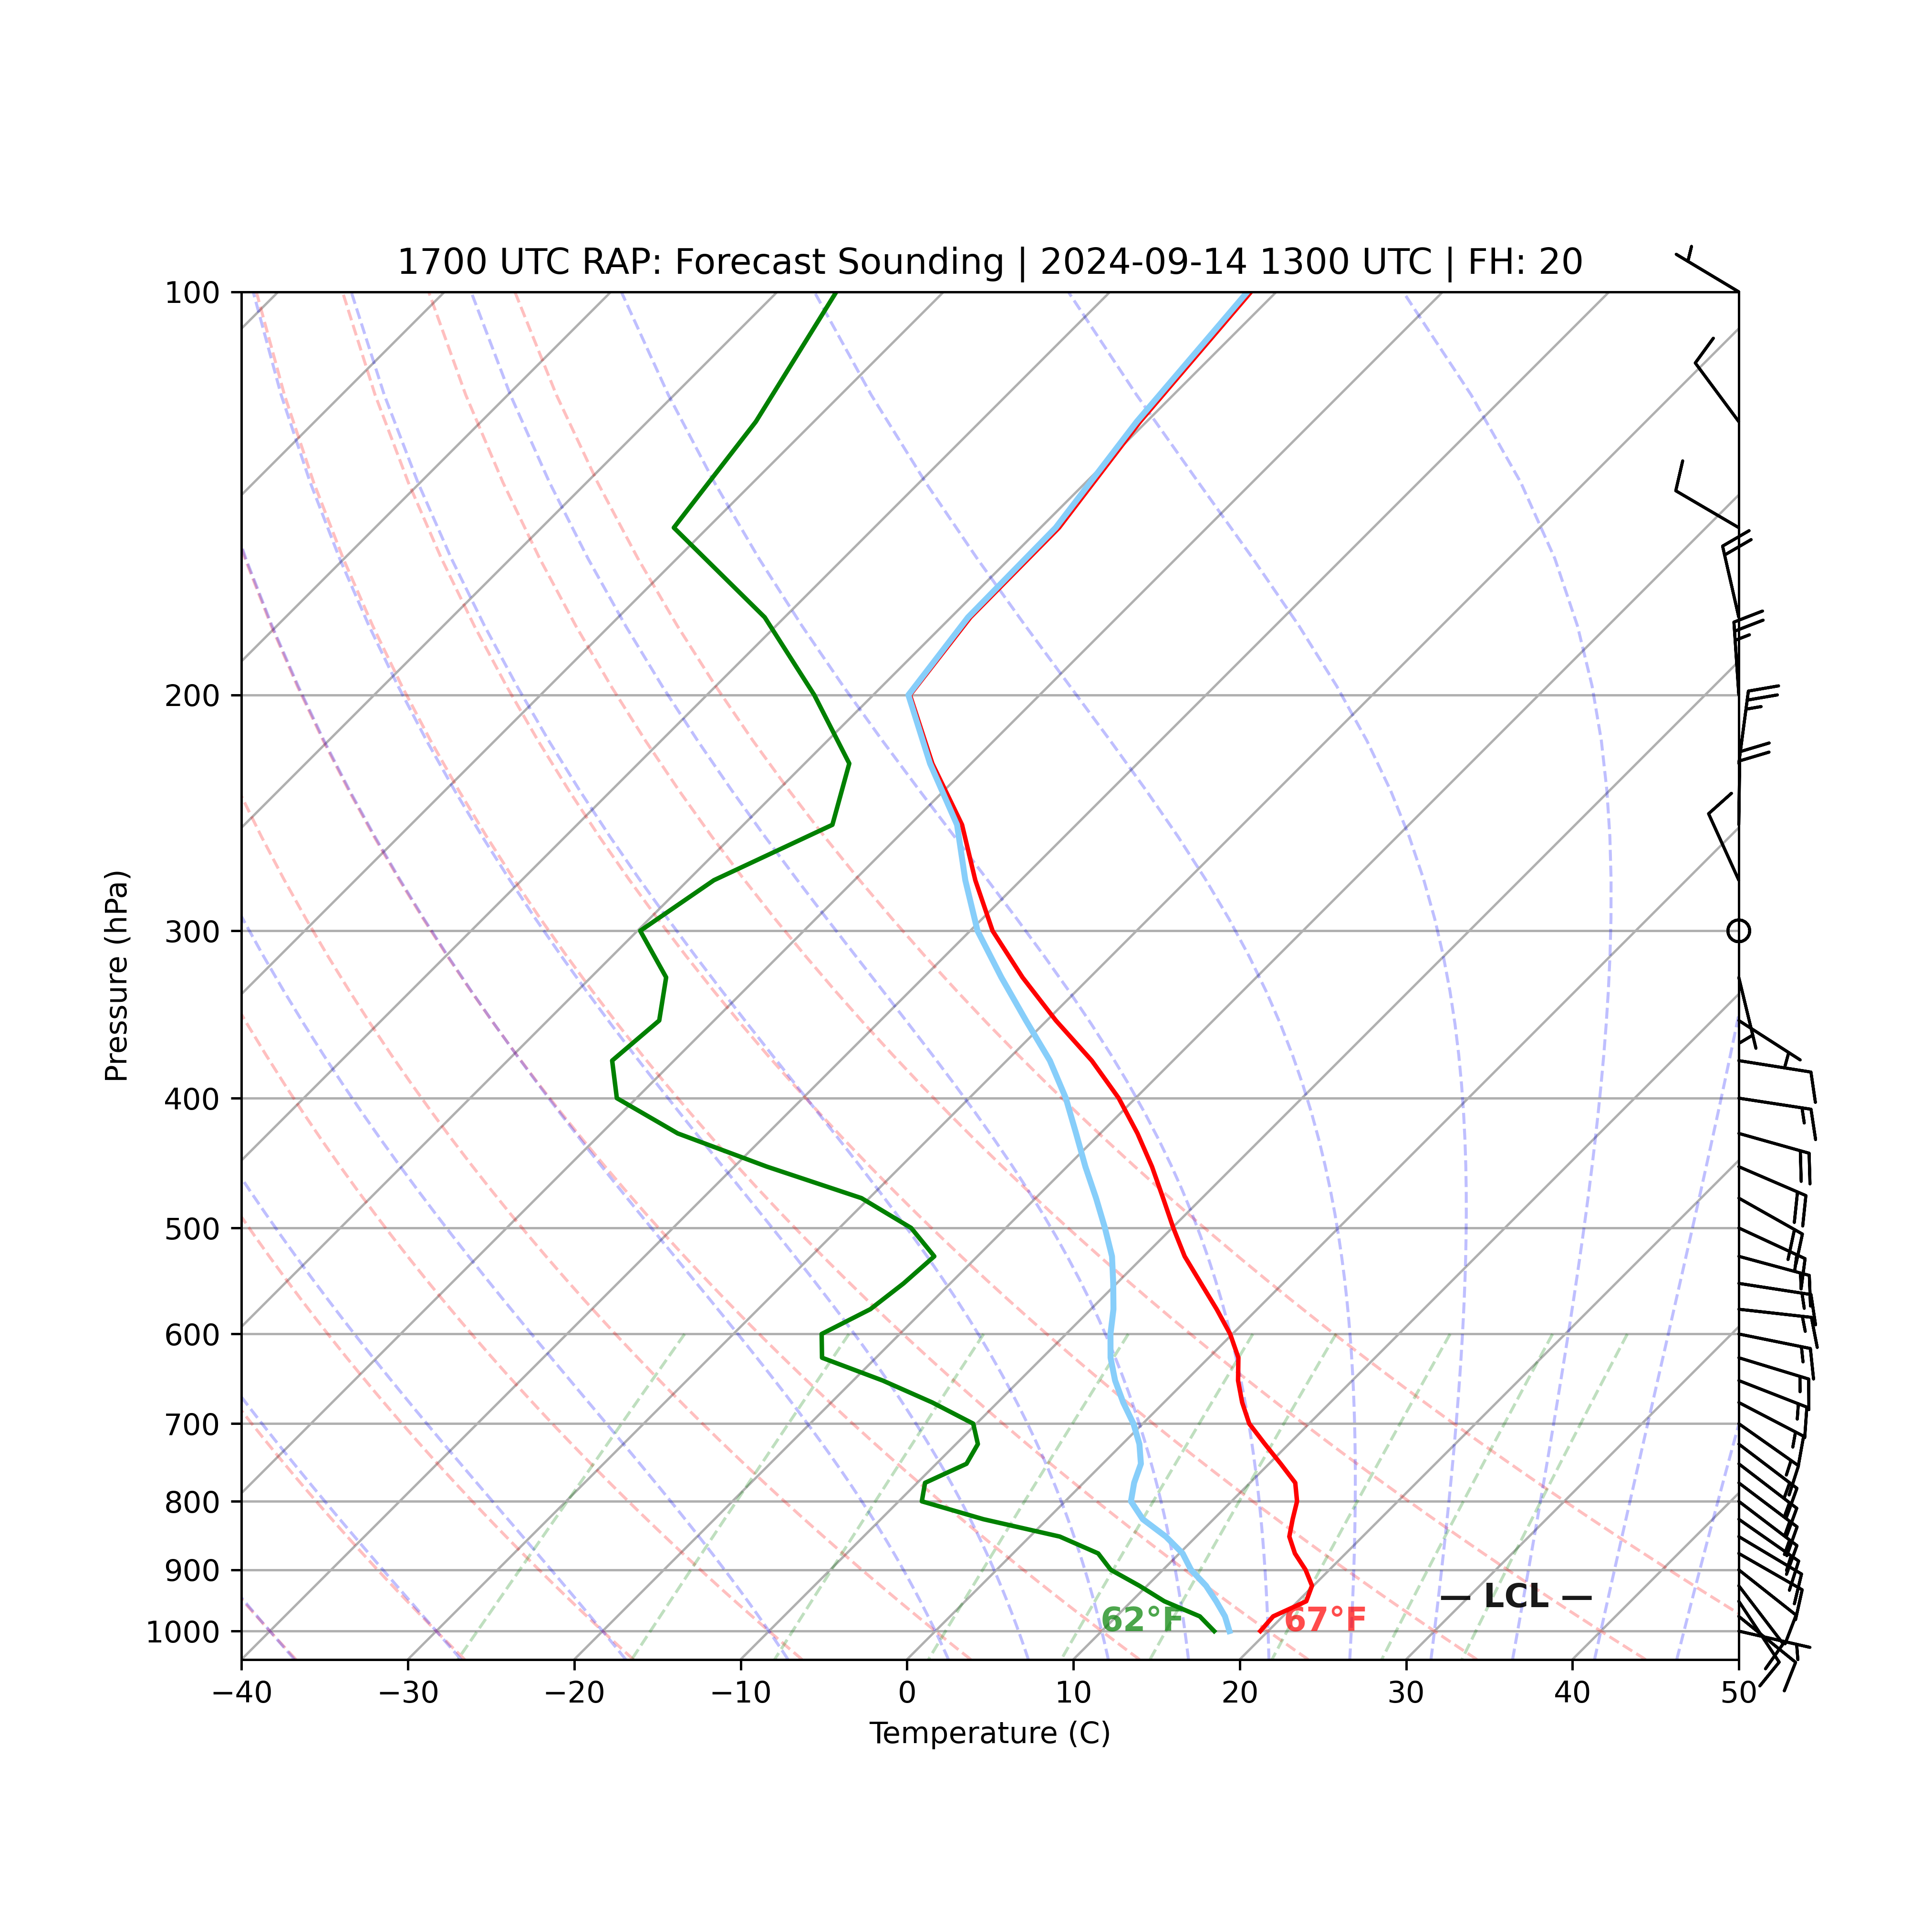 1700 UTC RAP: Forecast Sounding | 2024-09-14 1300 UTC | FH: 20
100
200
300
400
500
600
700
800
900
1000
Pressure (hPa)
— LCL —
62°F 67°F
−40 −30 −20 −10 0 10 20 30 40 50
Temperature (C)